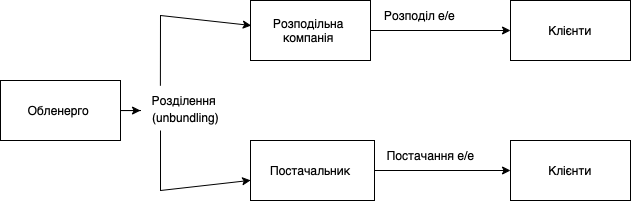 Обленерго
Розділення
(unbundling)
Розподільна
компанія
Розподіл е/е
Клієнти
Постачальник
Постачання е/е
Клієнти